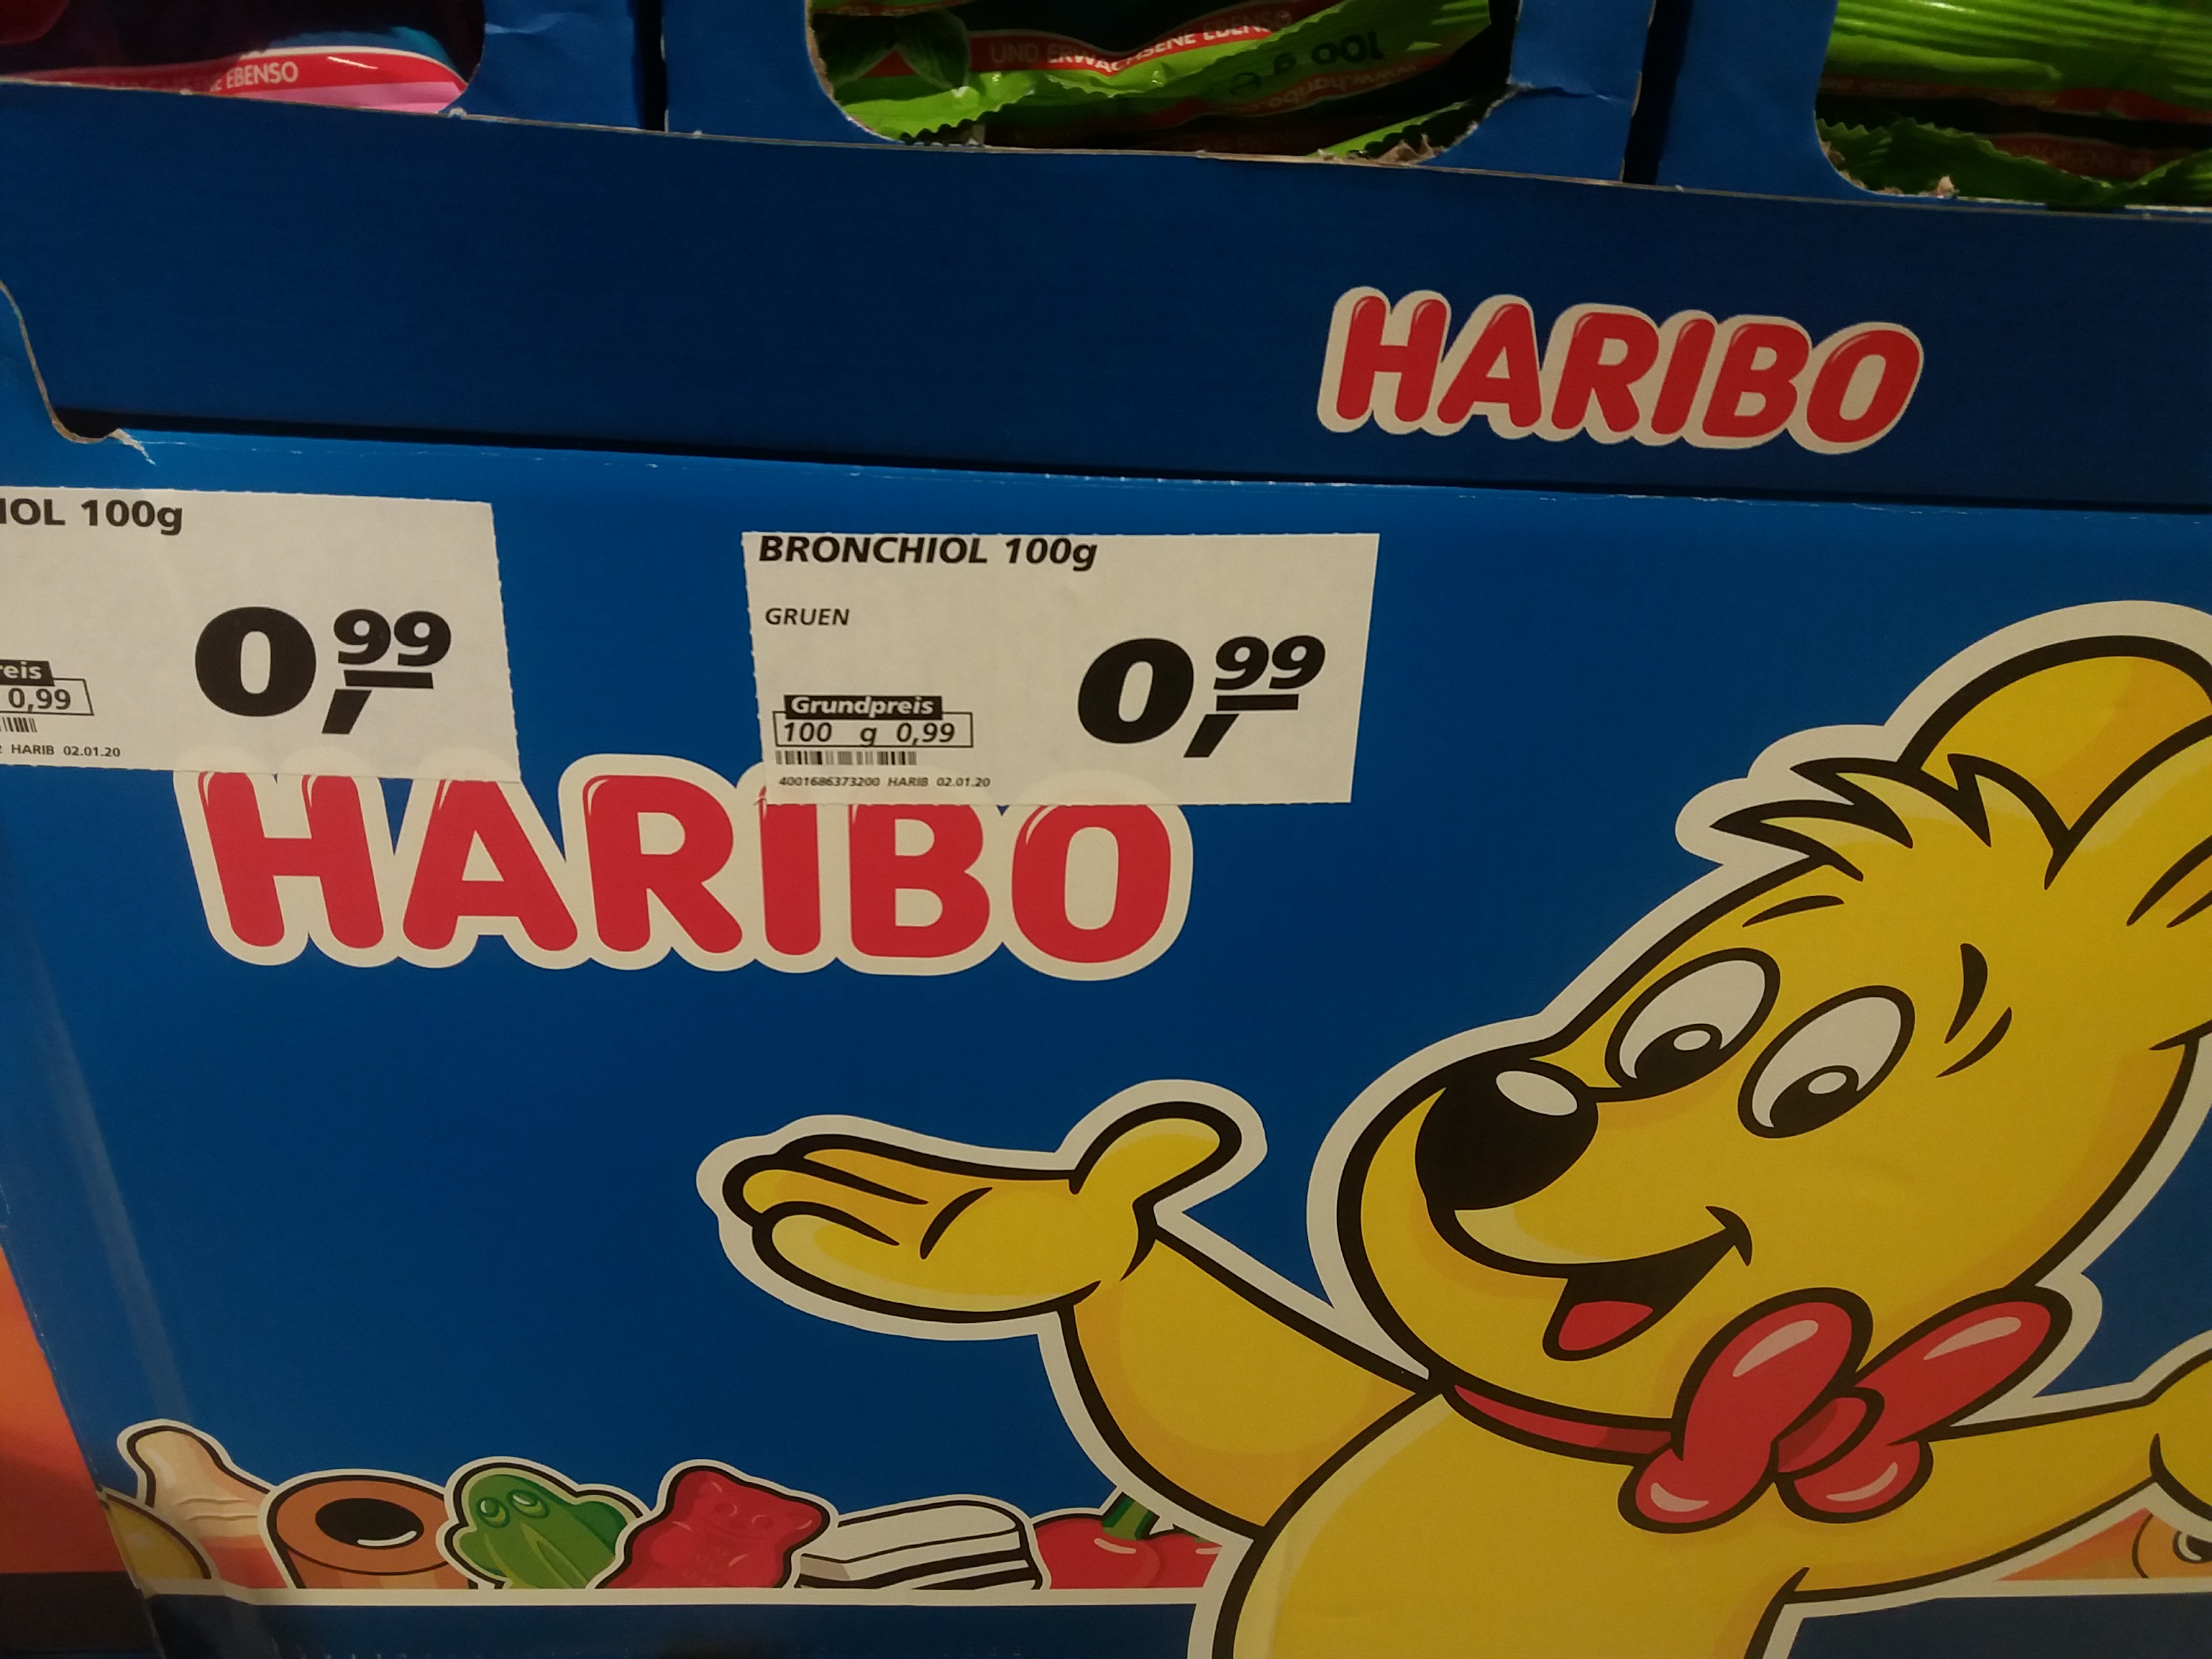 EBENSO
UND ERWACHSENE EBENSO
100 g
HARIBO
IOL 100g
0,99
reis
0,99
HARIB 02.01.20
BRONCHIOL 100g
GRUEN
0,99
Grundpreis
100 g 0,99
4001686373200 HARIB 02.01.20
HARIBO